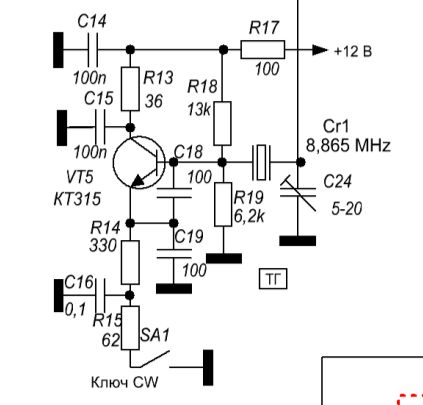 C14
100n
R17
100
+12 В
C15
100n
R13
36
R18
13k
Cr1
8,865 MHz
VT5
КТ315
C18
100
R19
6,2k
C24
5-20
R14
330
C19
100
ТГ
C16
0,1
R15
62
SA1
Ключ CW